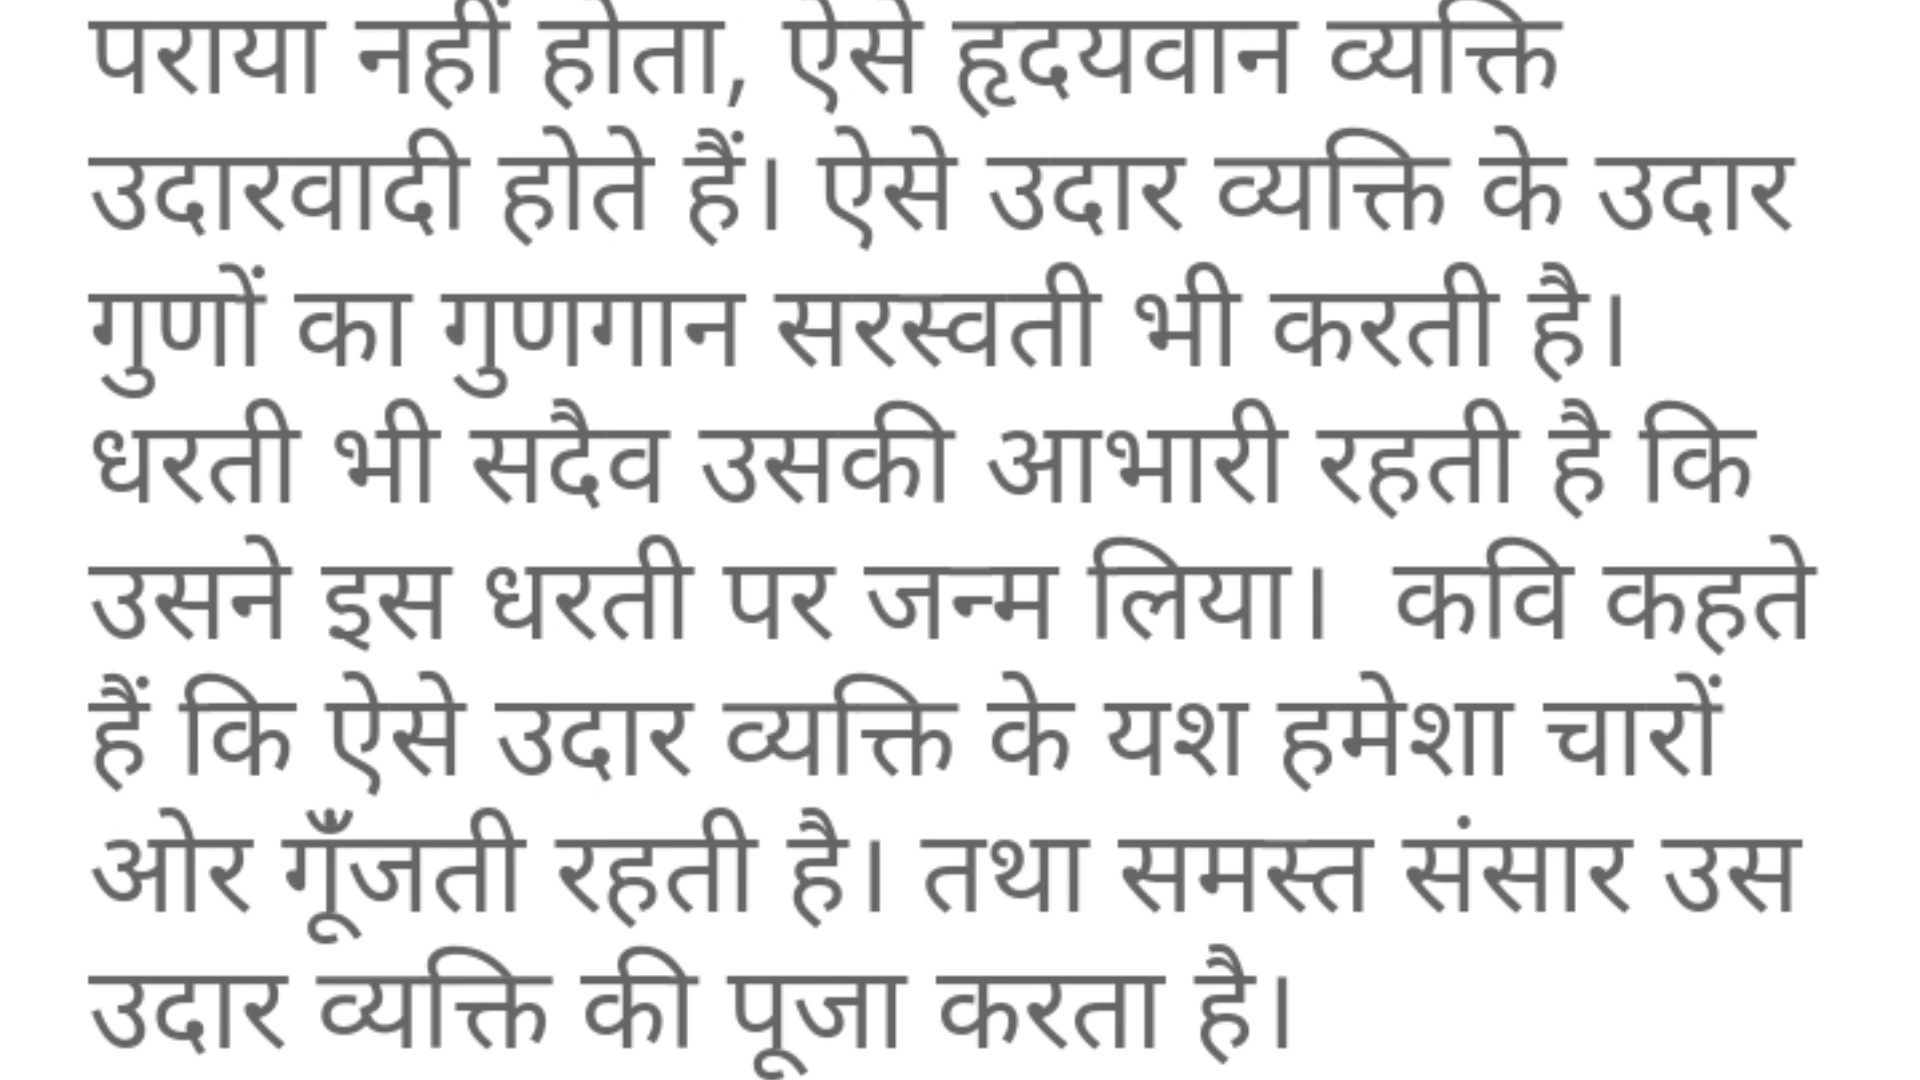 पराया नहीं होता, ऐसे हृदयवान व्यक्ति
उदारवादी होते हैं। ऐसे उदार व्यक्ति के उदार
गुणों का गुणगान सरस्वती भी करती है।
धरती भी सदैव उसकी आभारी रहती है कि
उसने इस धरती पर जन्म लिया।  कवि कहते
हैं कि ऐसे उदार व्यक्ति के यश हमेशा चारों
ओर गूँजती रहती है। तथा समस्त संसार उस
उदार व्यक्ति की पूजा करता है।